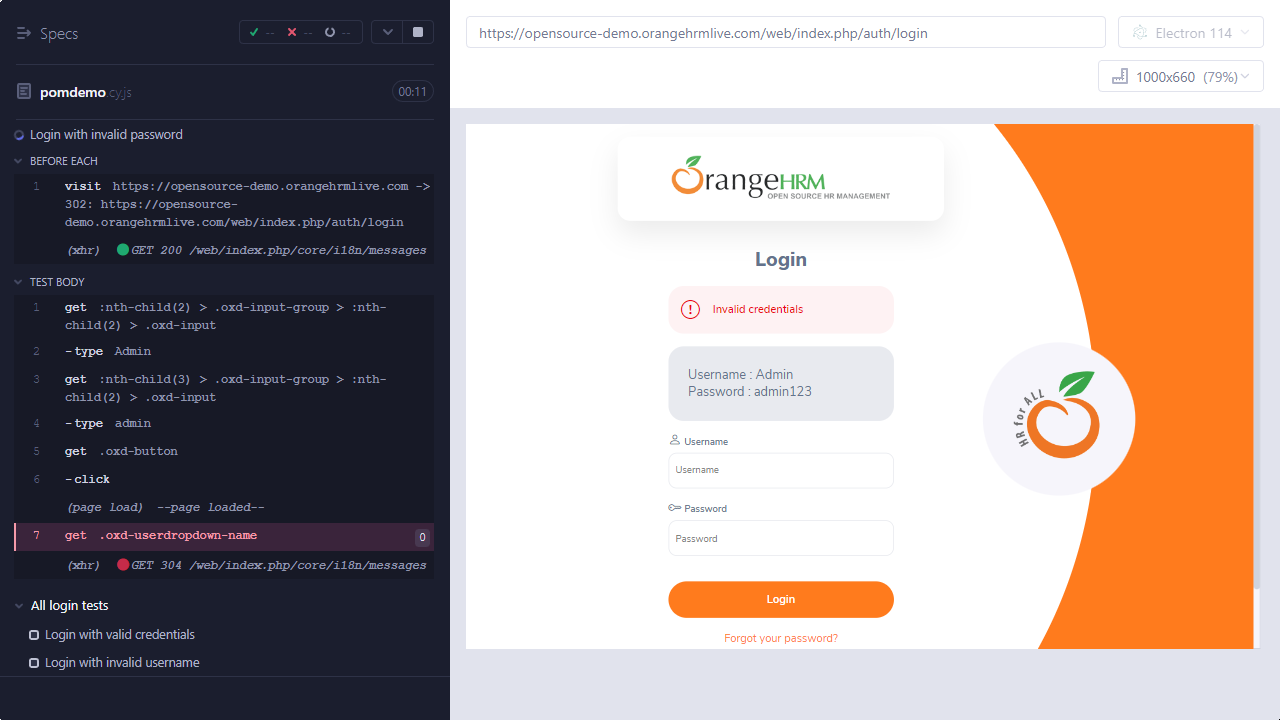 Specs
--
--
--
pomdemo.cy.js
00:11
Login with invalid password
BEFORE EACH
1 visit https://opensource-demo.orangehrmlive.com ->
302: https://opensource-
demo.orangehrmlive.com/web/index.php/auth/login
(xhr) GET 200 /web/index.php/core/i18n/messages
TEST BODY
1 get :nth-child(2) > .oxd-input-group > :nth-
child(2) > .oxd-input
2 -type Admin
3 get :nth-child(3) > .oxd-input-group > :nth-
child(2) > .oxd-input
4 -type admin
5 get .oxd-button
6 -click
(page load) --page loaded--
7 get .oxd-userdropdown-name 0
(xhr) GET 304 /web/index.php/core/i18n/messages
All login tests
Login with valid credentials
Login with invalid username
https://opensource-demo.orangehrmlive.com/web/index.php/auth/login
Electron 114
1000x660 (79%)
OrangeHRM
OPEN SOURCE HR MANAGEMENT
Login
Invalid credentials
Username : Admin
Password : admin123
Username
Username
Password
Password
Login
Forgot your password?
HR for ALL